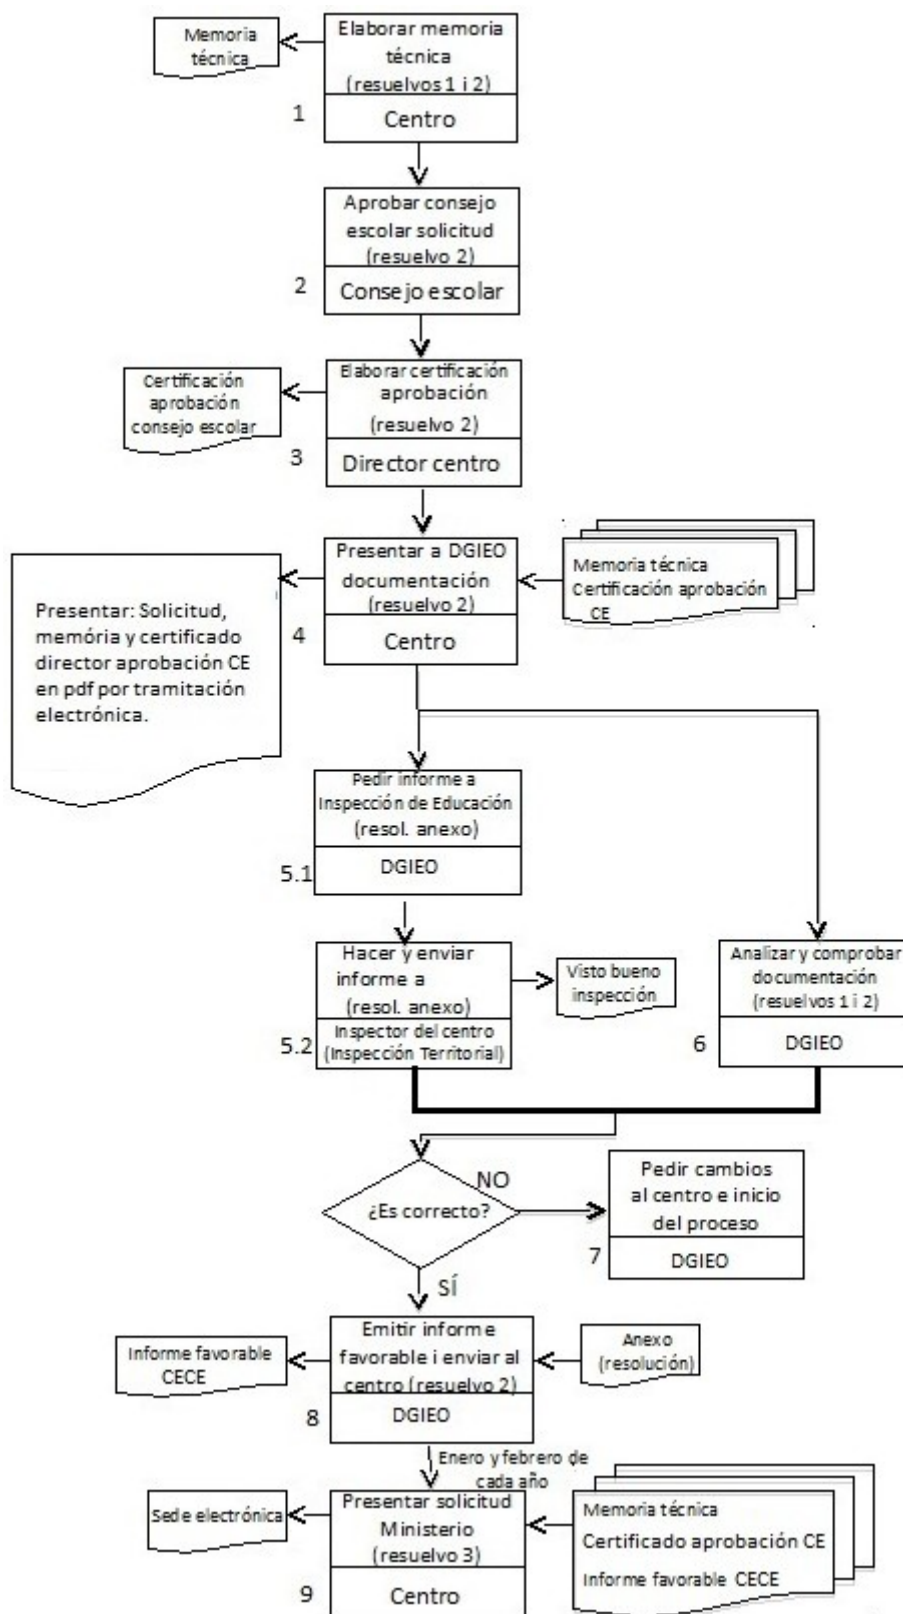 Memoria
técnica
Elaborar memoria
técnica
(resuelvos 1 i 2)
1
Centro
Aprobar consejo
escolar solicitud
(resuelvo 2)
2
Consejo escolar
Certificación
aprobación
consejo escolar
Elaborar certificación
aprobación
(resuelvo 2)
3
Director centro
Presentar: Solicitud,
memória y certificado
director aprobación CE
en pdf por tramitación
electrónica.
Presentar a DGIEO
documentación
(resuelvo 2)
4
Centro
Memoria técnica
Certificación aprobación
CE
Pedir informe a
Inspección de Educación
(resol. anexo)
5.1
DGIEO
Hacer y enviar
informe a
(resol. anexo)
5.2
Inspector del centro
(Inspección Territorial)
Visto bueno
inspección
Analizar y comprobar
documentación
(resuelvos 1 i 2)
6
DGIEO
¿Es correcto?
NO
Pedir cambios
al centro e inicio
del proceso
7
DGIEO
SÍ
Informe favorable
CECE
Emitir informe
favorable i enviar al
centro (resuelvo 2)
8
DGIEO
Anexo
(resolución)
Enero y febrero de
cada año
Sede electrónica
Presentar solicitud
Ministerio
(resuelvo 3)
9
Centro
Memoria técnica
Certificado aprobación CE
Informe favorable CECE